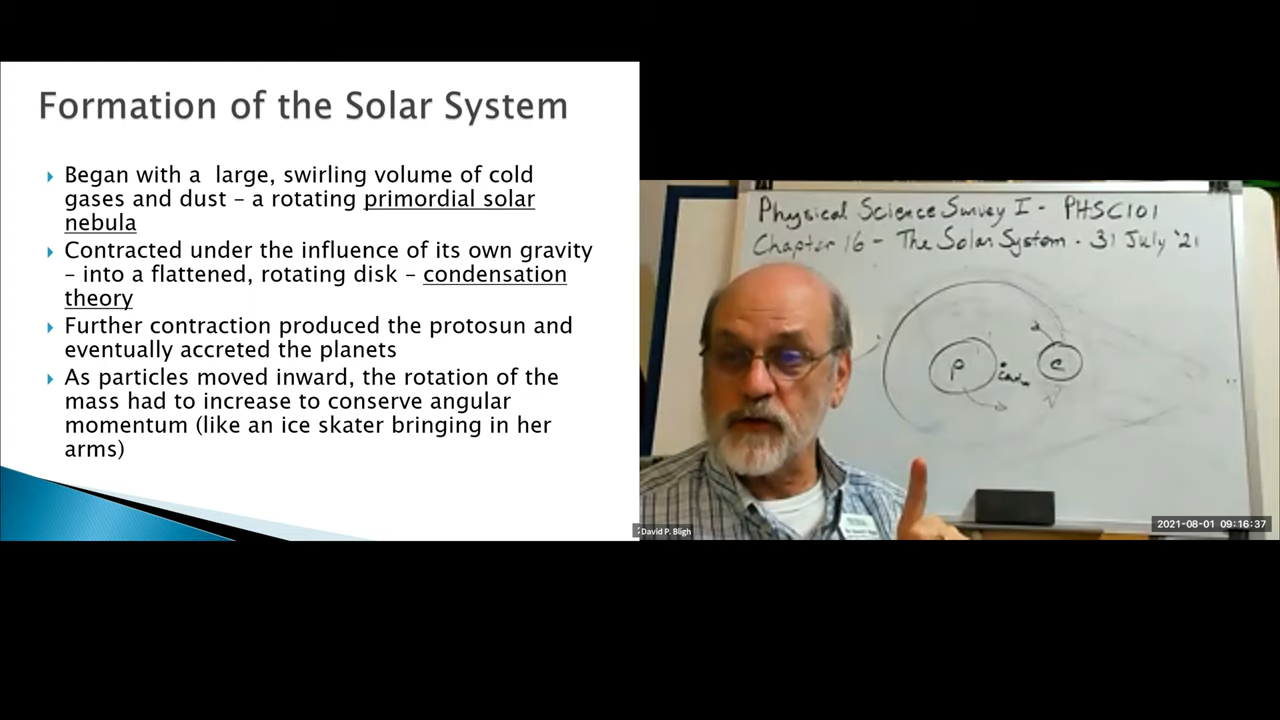 Formation of the Solar System
Began with a large, swirling volume of cold
gases and dust – a rotating primordial solar
nebula
Contracted under the influence of its own gravity
– into a flattened, rotating disk – condensation
theory
Further contraction produced the protosun and
eventually accreted the planets
As particles moved inward, the rotation of the
mass had to increase to conserve angular
momentum (like an ice skater bringing in her
arms)
Physical Science Survey I - PHSC101
Chapter 16 - The Solar System - 31 July '21
P
C
David P. Bligh
2021-08-01 09:16:37